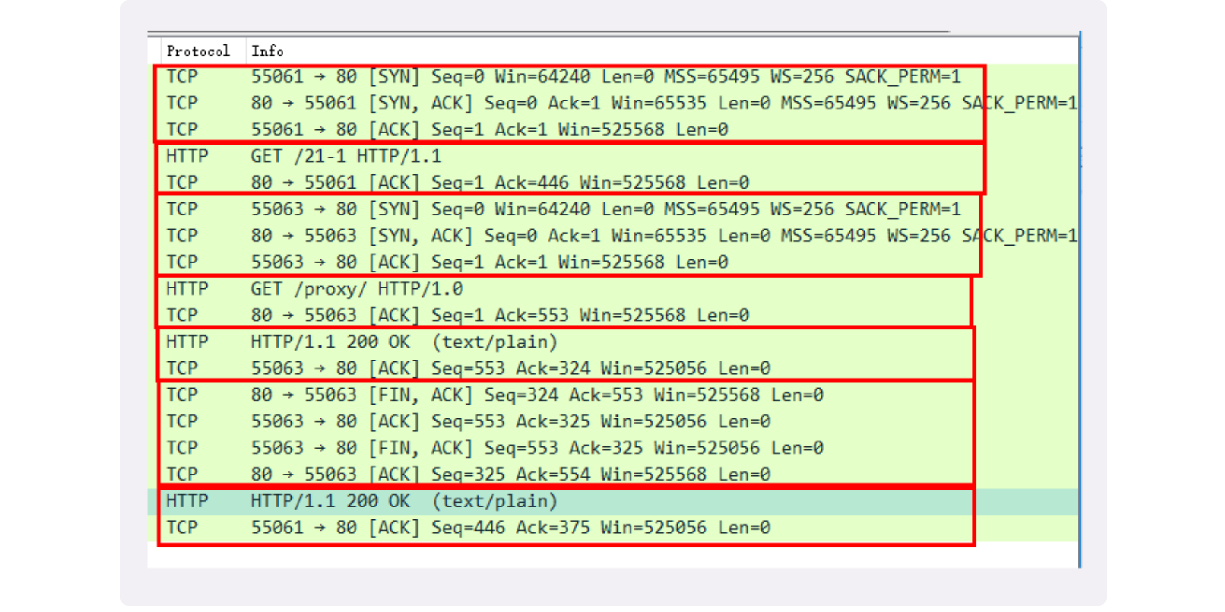 Protocol Info
TCP 55061 → 80 [SYN] Seq=0 Win=64240 Len=0 MSS=65495 WS=256 SACK_PERM=1
TCP 80 → 55061 [SYN, ACK] Seq=0 Ack=1 Win=65535 Len=0 MSS=65495 WS=256 SACK_PERM=1
TCP 55061 → 80 [ACK] Seq=1 Ack=1 Win=525568 Len=0
HTTP GET /21-1 HTTP/1.1
TCP 80 → 55061 [ACK] Seq=1 Ack=446 Win=525568 Len=0
TCP 55063 → 80 [SYN] Seq=0 Win=64240 Len=0 MSS=65495 WS=256 SACK_PERM=1
TCP 80 → 55063 [SYN, ACK] Seq=0 Ack=1 Win=65535 Len=0 MSS=65495 WS=256 SACK_PERM=1
TCP 55063 → 80 [ACK] Seq=1 Ack=1 Win=525568 Len=0
HTTP GET /proxy/ HTTP/1.0
TCP 80 → 55063 [ACK] Seq=1 Ack=553 Win=525568 Len=0
HTTP HTTP/1.1 200 OK (text/plain)
TCP 55063 → 80 [ACK] Seq=553 Ack=324 Win=525056 Len=0
TCP 80 → 55063 [FIN, ACK] Seq=324 Ack=553 Win=525568 Len=0
TCP 55063 → 80 [ACK] Seq=553 Ack=325 Win=525056 Len=0
TCP 55063 → 80 [FIN, ACK] Seq=553 Ack=325 Win=525056 Len=0
TCP 80 → 55063 [ACK] Seq=325 Ack=554 Win=525568 Len=0
HTTP HTTP/1.1 200 OK (text/plain)
TCP 55061 → 80 [ACK] Seq=446 Ack=375 Win=525056 Len=0